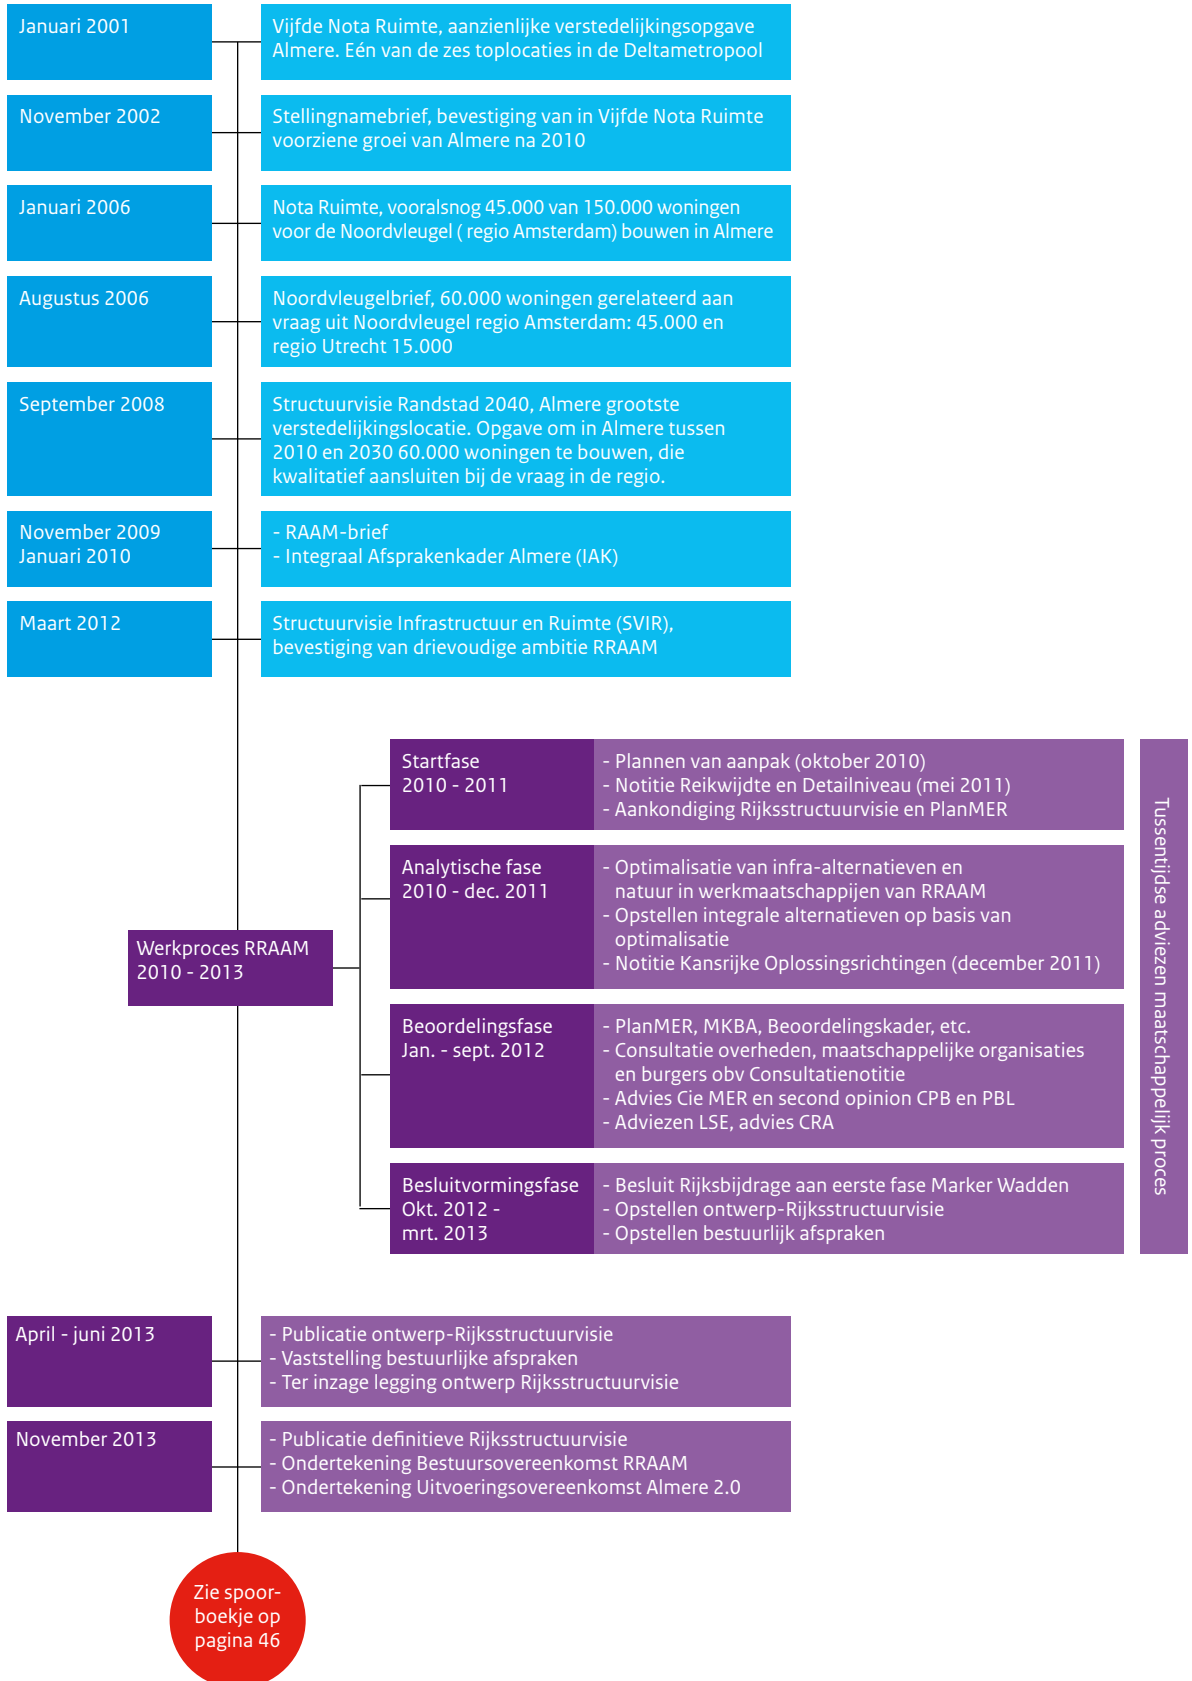 Januari 2001
Vijfde Nota Ruimte, aanzienlijke verstedelijkingsopgave
Almere. Eén van de zes toplocaties in de Deltametropool
November 2002
Stellingnamebrief, bevestiging van in Vijfde Nota Ruimte
voorziene groei van Almere na 2010
Januari 2006
Nota Ruimte, vooralsnog 45.000 van 150.000 woningen
voor de Noordvleugel ( regio Amsterdam) bouwen in Almere
Augustus 2006
Noordvleugelbrief, 60.000 woningen gerelateerd aan
vraag uit Noordvleugel regio Amsterdam: 45.000 en
regio Utrecht 15.000
September 2008
Structuurvisie Randstad 2040, Almere grootste
verstedelijkingslocatie. Opgave om in Almere tussen
2010 en 2030 60.000 woningen te bouwen, die
kwalitatief aansluiten bij de vraag in de regio.
November 2009
Januari 2010
- RAAM-brief
- Integraal Afsprakenkader Almere (IAK)
Maart 2012
Structuurvisie Infrastructuur en Ruimte (SVIR),
bevestiging van drievoudige ambitie RRAAM
Werkproces RRAAM
2010 - 2013
Startfase
2010 - 2011
- Plannen van aanpak (oktober 2010)
- Notitie Reikwijdte en Detailniveau (mei 2011)
- Aankondiging Rijksstructuurvisie en PlanMER
Analytische fase
2010 - dec. 2011
- Optimalisatie van infra-alternatieven en
natuur in werkmaatschappijen van RRAAM
- Opstellen integrale alternatieven op basis van
optimalisatie
- Notitie Kansrijke Oplossingsrichtingen (december 2011)
Beoordelingsfase
Jan. - sept. 2012
- PlanMER, MKBA, Beoordelingskader, etc.
- Consultatie overheden, maatschappelijke organisaties
en burgers obv Consultatienotitie
- Advies Cie MER en second opinion CPB en PBL
- Adviezen LSE, advies CRA
Besluitvormingsfase
Okt. 2012 -
mrt. 2013
- Besluit Rijksbijdrage aan eerste fase Marker Wadden
- Opstellen ontwerp-Rijksstructuurvisie
- Opstellen bestuurlijk afspraken
Tussentijdse adviezen maatschappelijk proces
April - juni 2013
- Publicatie ontwerp-Rijksstructuurvisie
- Vaststelling bestuurlijke afspraken
- Ter inzage legging ontwerp Rijksstructuurvisie
November 2013
- Publicatie definitieve Rijksstructuurvisie
- Ondertekening Bestuursovereenkomst RRAAM
- Ondertekening Uitvoeringsovereenkomst Almere 2.0
Zie spoor-
boekje op
pagina 46